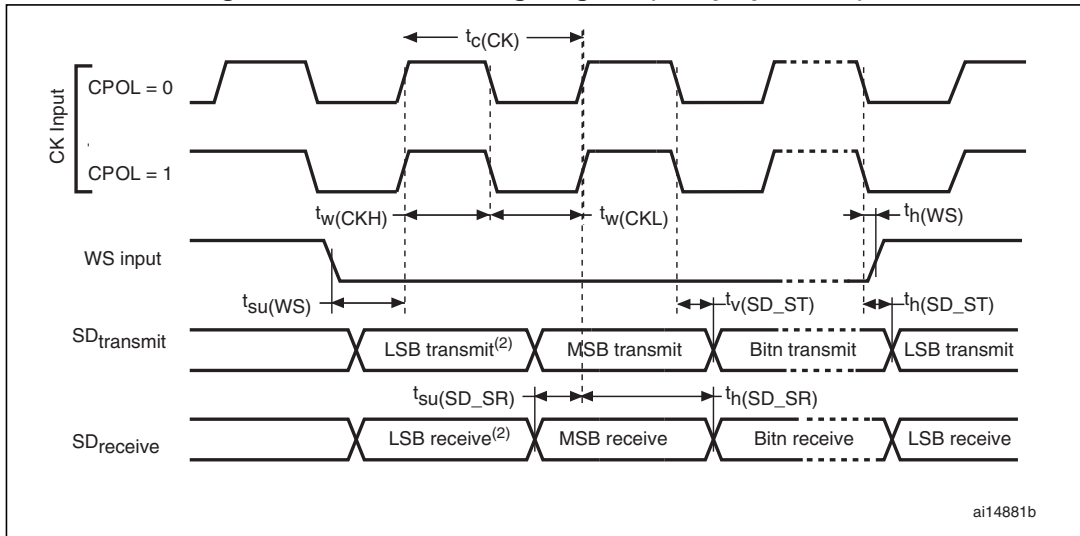 tc(CK)
CK Input
CPOL = 0
CPOL = 1
tw(CKH)
tw(CKL)
th(WS)
WS input
tsu(WS)
tv(SD_ST)
th(SD_ST)
SDtransmit
LSB transmit(2)
MSB transmit
Bitn transmit
LSB transmit
tsu(SD_SR)
th(SD_SR)
SDreceive
LSB receive(2)
MSB receive
Bitn receive
LSB receive
ai14881b